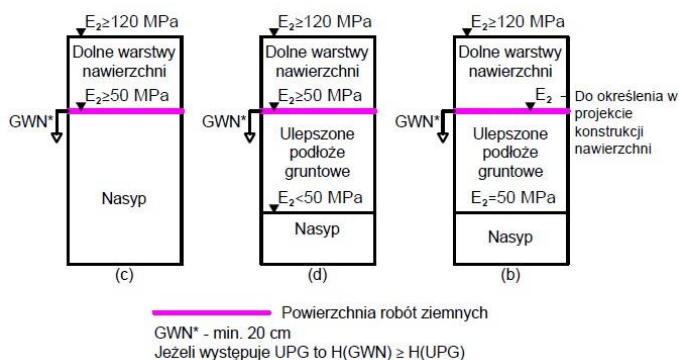 E₂≥120 MPa
Dolne warstwy
nawierzchni
E₂≥50 MPa
GWN*
Nasyp
(c)
E₂≥120 MPa
Dolne warstwy
nawierzchni
E₂≥50 MPa
GWN*
Ulepszone
podłoże
gruntowe
E₂<50 MPa
Nasyp
(d)
E₂≥120 MPa
Dolne warstwy
nawierzchni
E₂ – Do określenia w
projekcie
konstrukcji
nawierzchni
GWN*
Ulepszone
podłoże
gruntowe
E₂=50 MPa
Nasyp
(b)
Powierzchnia robót ziemnych
GWN* - min. 20 cm
Jeżeli występuje UPG to H(GWN) ≥ H(UPG)